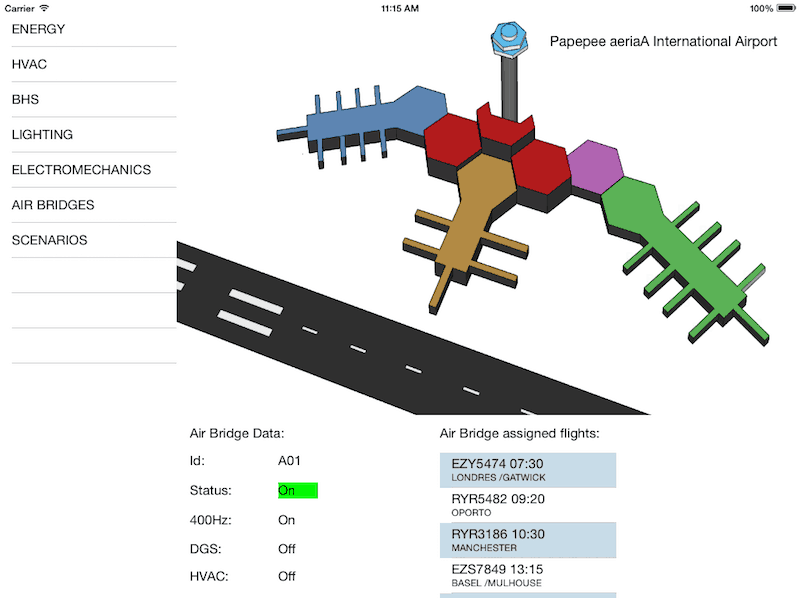 Carrier 11:15 AM 100%
ENERGY
HVAC
BHS
LIGHTING
ELECTROMECHANICS
AIR BRIDGES
SCENARIOS
Papepee aeriaA International Airport
Air Bridge Data:
Id: A01
Status: On
400Hz: On
DGS: Off
HVAC: Off
Air Bridge assigned flights:
EZY5474 07:30
LONDRES /GATWICK
RYR5482 09:20
OPORTO
RYR3186 10:30
MANCHESTER
EZS7849 13:15
BASEL /MULHOUSE